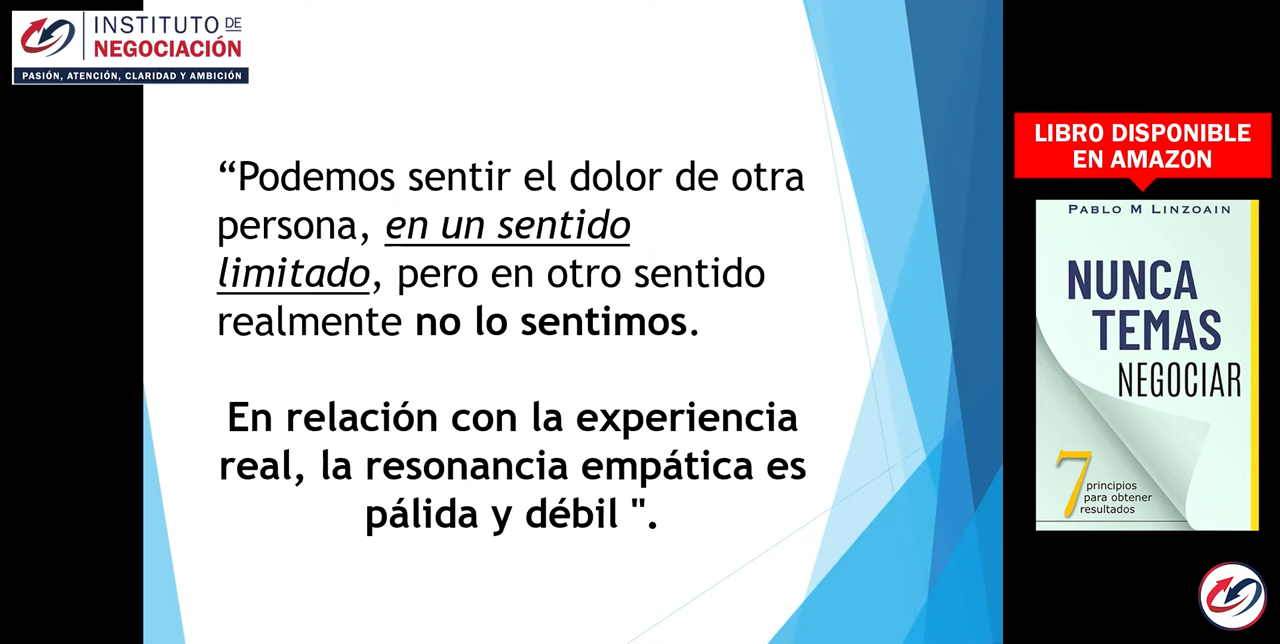 INSTITUTO DE
NEGOCIACIÓN
PASIÓN, ATENCIÓN, CLARIDAD Y AMBICIÓN
“Podemos sentir el dolor de otra
persona, en un sentido
limitado, pero en otro sentido
realmente no lo sentimos.
En relación con la experiencia
real, la resonancia empática es
pálida y débil ".
LIBRO DISPONIBLE
EN AMAZON
PABLO M LINZOAIN
NUNCA
TEMAS
NEGOCIAR
7 principios
para obtener
resultados